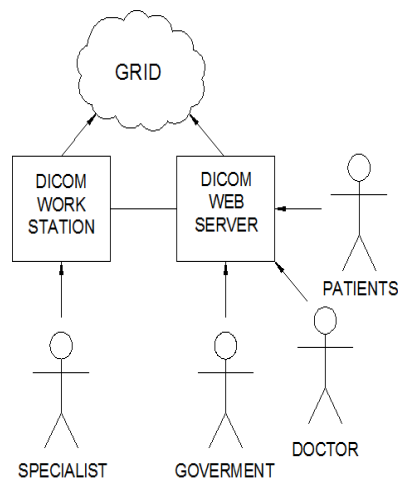 GRID
DICOM
WORK
STATION
DICOM
WEB
SERVER
PATIENTS
DOCTOR
SPECIALIST
GOVERMENT